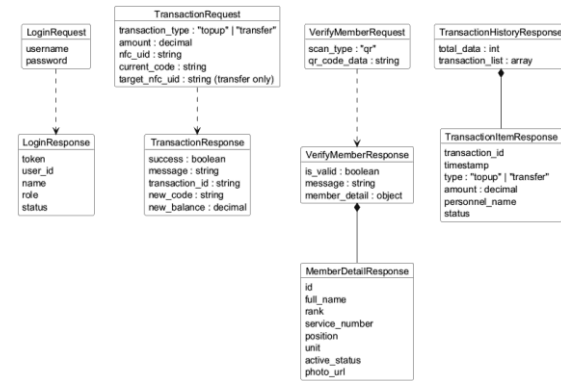 LoginRequest
username
password
TransactionRequest
transaction_type : "topup" | "transfer"
amount : decimal
nfc_uid : string
current_code : string
target_nfc_uid : string (transfer only)
VerifyMemberRequest
scan_type : "qr"
qr_code_data : string
TransactionHistoryResponse
total_data : int
transaction_list : array
LoginResponse
token
user_id
name
role
status
TransactionResponse
success : boolean
message : string
transaction_id : string
new_code : string
new_balance : decimal
VerifyMemberResponse
is_valid : boolean
message : string
member_detail : object
TransactionItemResponse
transaction_id
timestamp
type : "topup" | "transfer"
amount : decimal
personnel_name
status
MemberDetailResponse
id
full_name
rank
service_number
position
unit
active_status
photo_url